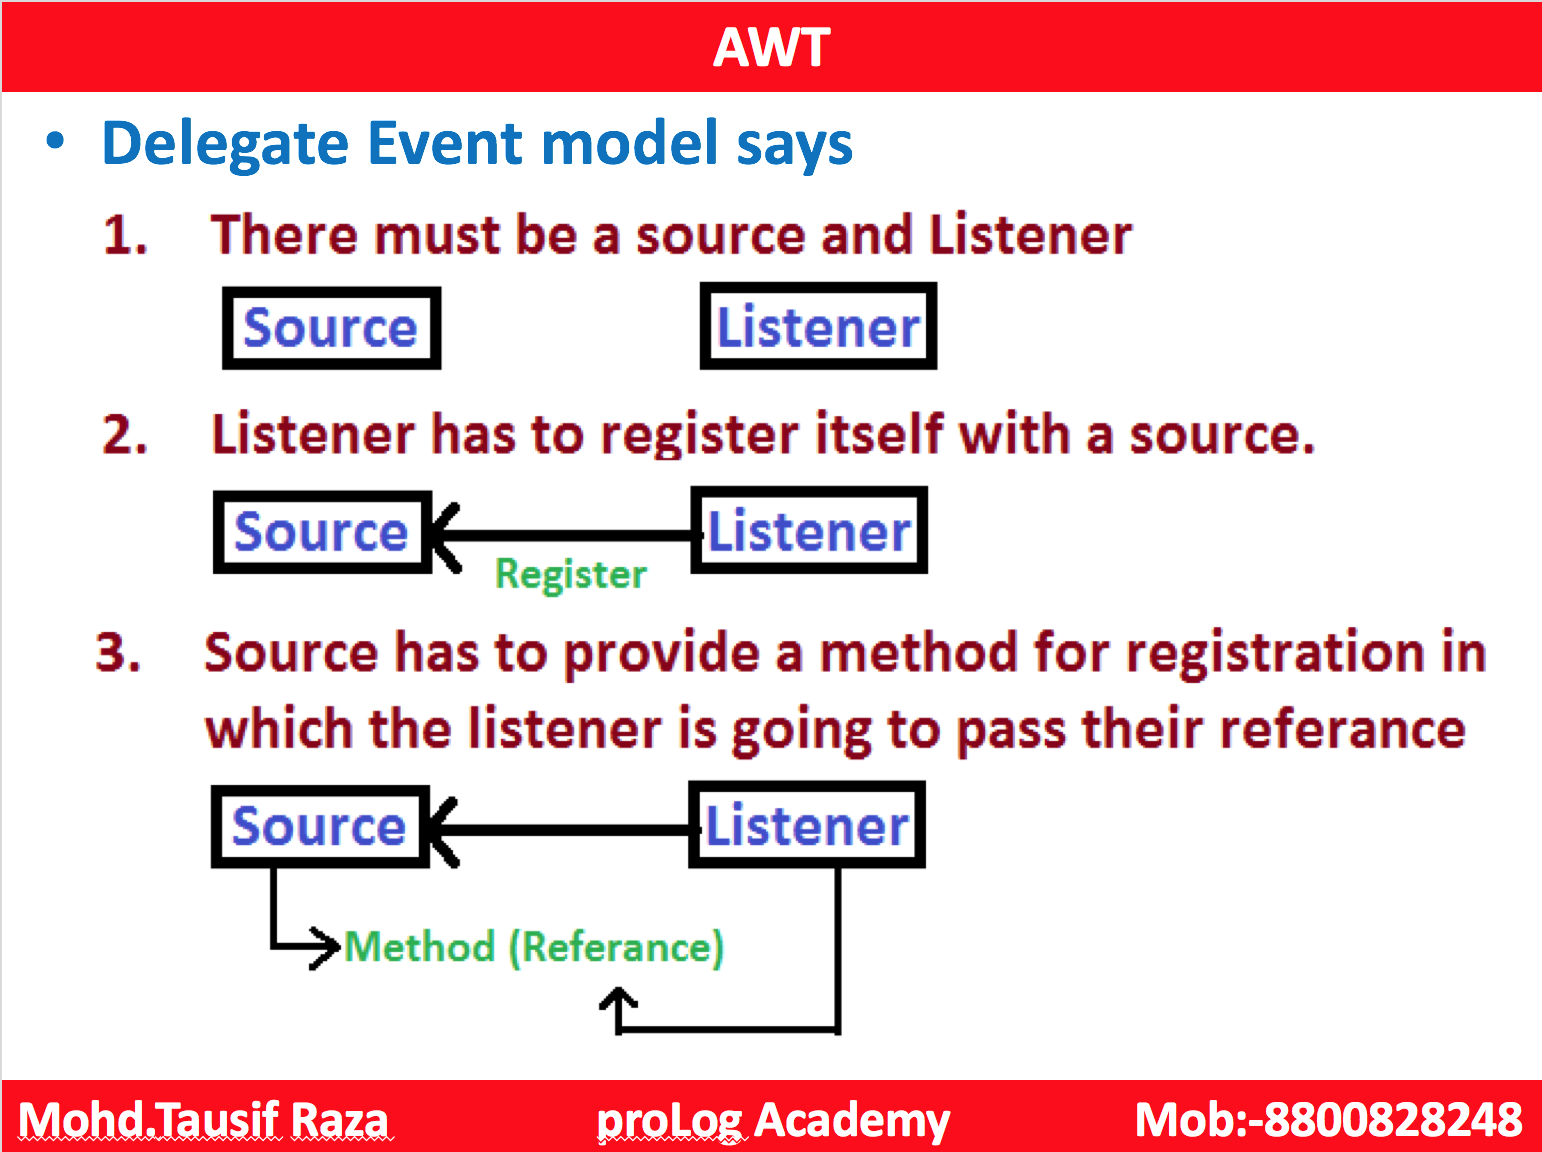 AWT
• Delegate Event model says
1. There must be a source and Listener
Source Listener
2. Listener has to register itself with a source.
Source Listener
Register
3. Source has to provide a method for registration in
which the listener is going to pass their referance
Source Listener
Method (Referance)
Mohd.Tausif Raza proLog Academy Mob:-8800828248